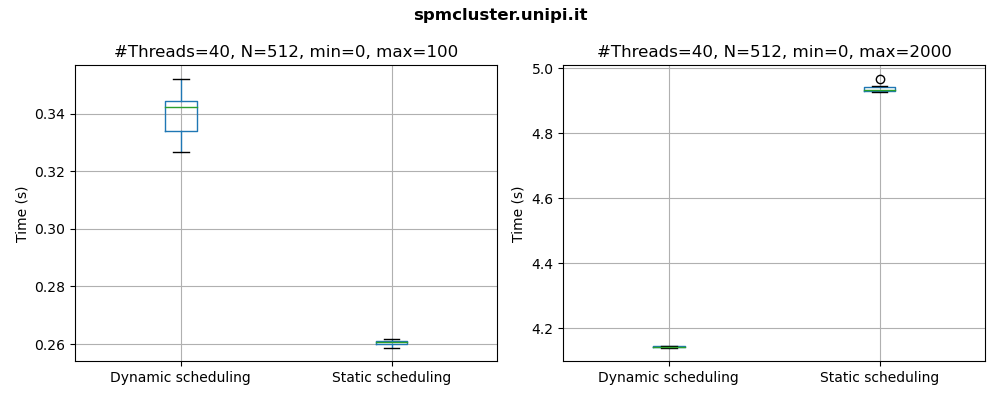 spmcluster.unipi.it
#Threads=40, N=512, min=0, max=100
Time (s)
0.34
0.32
0.30
0.28
0.26
Dynamic scheduling
Static scheduling
#Threads=40, N=512, min=0, max=2000
Time (s)
5.0
4.8
4.6
4.4
4.2
Dynamic scheduling
Static scheduling